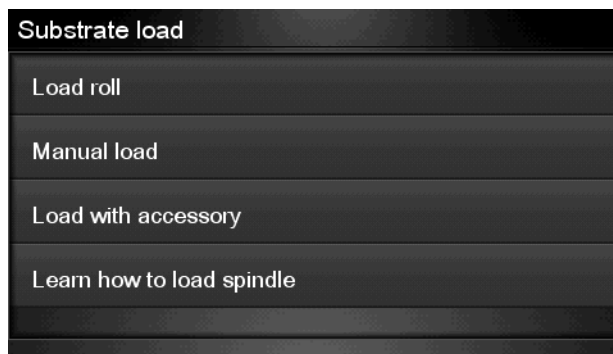 Substrate load
Load roll
Manual load
Load with accessory
Learn how to load spindle